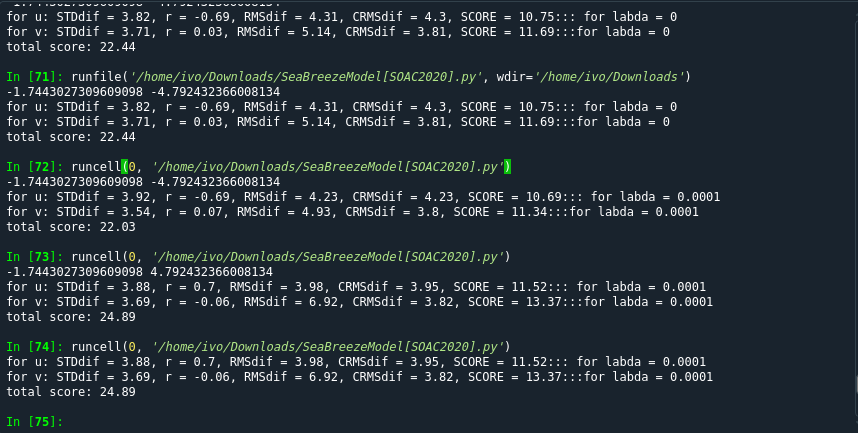 -1.7443027309609098 -4.792432366008134
for u: STDdif = 3.82, r = -0.69, RMSdif = 4.31, CRMSdif = 4.3, SCORE = 10.75::: for labda = 0
for v: STDdif = 3.71, r = 0.03, RMSdif = 5.14, CRMSdif = 3.81, SCORE = 11.69:::for labda = 0
total score: 22.44
In [71]: runfile('/home/ivo/Downloads/SeaBreezeModel[SOAC2020].py', wdir='/home/ivo/Downloads')
-1.7443027309609098 -4.792432366008134
for u: STDdif = 3.82, r = -0.69, RMSdif = 4.31, CRMSdif = 4.3, SCORE = 10.75::: for labda = 0
for v: STDdif = 3.71, r = 0.03, RMSdif = 5.14, CRMSdif = 3.81, SCORE = 11.69:::for labda = 0
total score: 22.44
In [72]: runcell(0, '/home/ivo/Downloads/SeaBreezeModel[SOAC2020].py')
-1.7443027309609098 -4.792432366008134
for u: STDdif = 3.92, r = -0.69, RMSdif = 4.23, CRMSdif = 4.23, SCORE = 10.69::: for labda = 0.0001
for v: STDdif = 3.54, r = 0.07, RMSdif = 4.93, CRMSdif = 3.8, SCORE = 11.34:::for labda = 0.0001
total score: 22.03
In [73]: runcell(0, '/home/ivo/Downloads/SeaBreezeModel[SOAC2020].py')
-1.7443027309609098 4.792432366008134
for u: STDdif = 3.88, r = 0.7, RMSdif = 3.98, CRMSdif = 3.95, SCORE = 11.52::: for labda = 0.0001
for v: STDdif = 3.69, r = -0.06, RMSdif = 6.92, CRMSdif = 3.82, SCORE = 13.37:::for labda = 0.0001
total score: 24.89
In [74]: runcell(0, '/home/ivo/Downloads/SeaBreezeModel[SOAC2020].py')
for u: STDdif = 3.88, r = 0.7, RMSdif = 3.98, CRMSdif = 3.95, SCORE = 11.52::: for labda = 0.0001
for v: STDdif = 3.69, r = -0.06, RMSdif = 6.92, CRMSdif = 3.82, SCORE = 13.37:::for labda = 0.0001
total score: 24.89
In [75]: